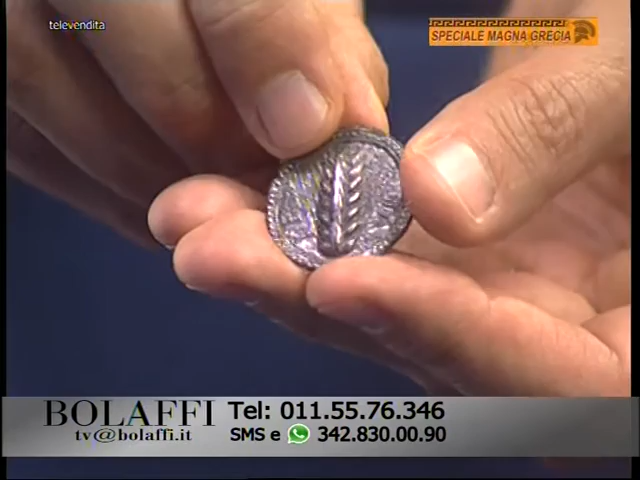 televendita
SPECIALE MAGNA GRECIA
BOLAFFI
tv@bolaffi.it
Tel: 011.55.76.346
SMS e 342.830.00.90